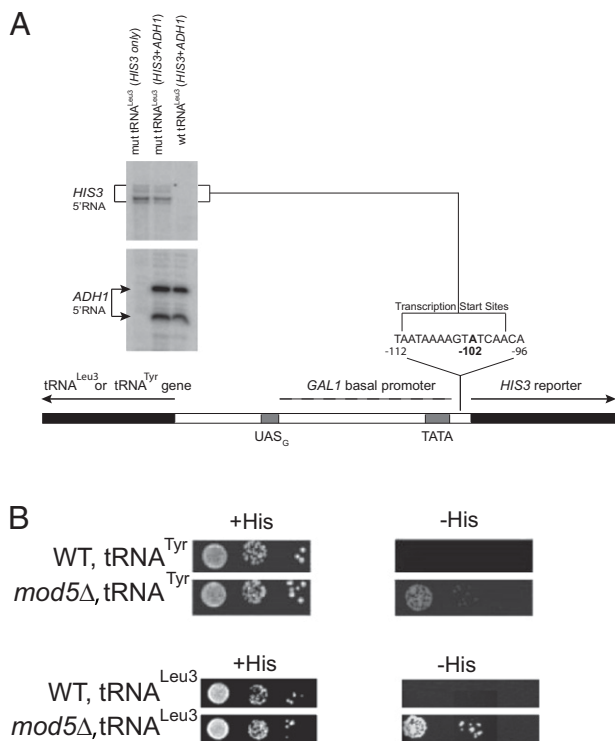 A
mut tRNA^Leu3 (HIS3 only)
mut tRNA^Leu3 (HIS3+ADH1)
wt tRNA^Leu3 (HIS3+ADH1)
HIS3
5'RNA
ADH1
5'RNA
Transcription Start Sites
TAATAAAAGTATCAACA
-112 -102 -96
tRNA^Leu3 or tRNA^Tyr gene
GAL1 basal promoter
HIS3 reporter
UAS_G
TATA
B
+His -His
WT, tRNA^Tyr
mod5Δ, tRNA^Tyr
+His -His
WT, tRNA^Leu3
mod5Δ, tRNA^Leu3